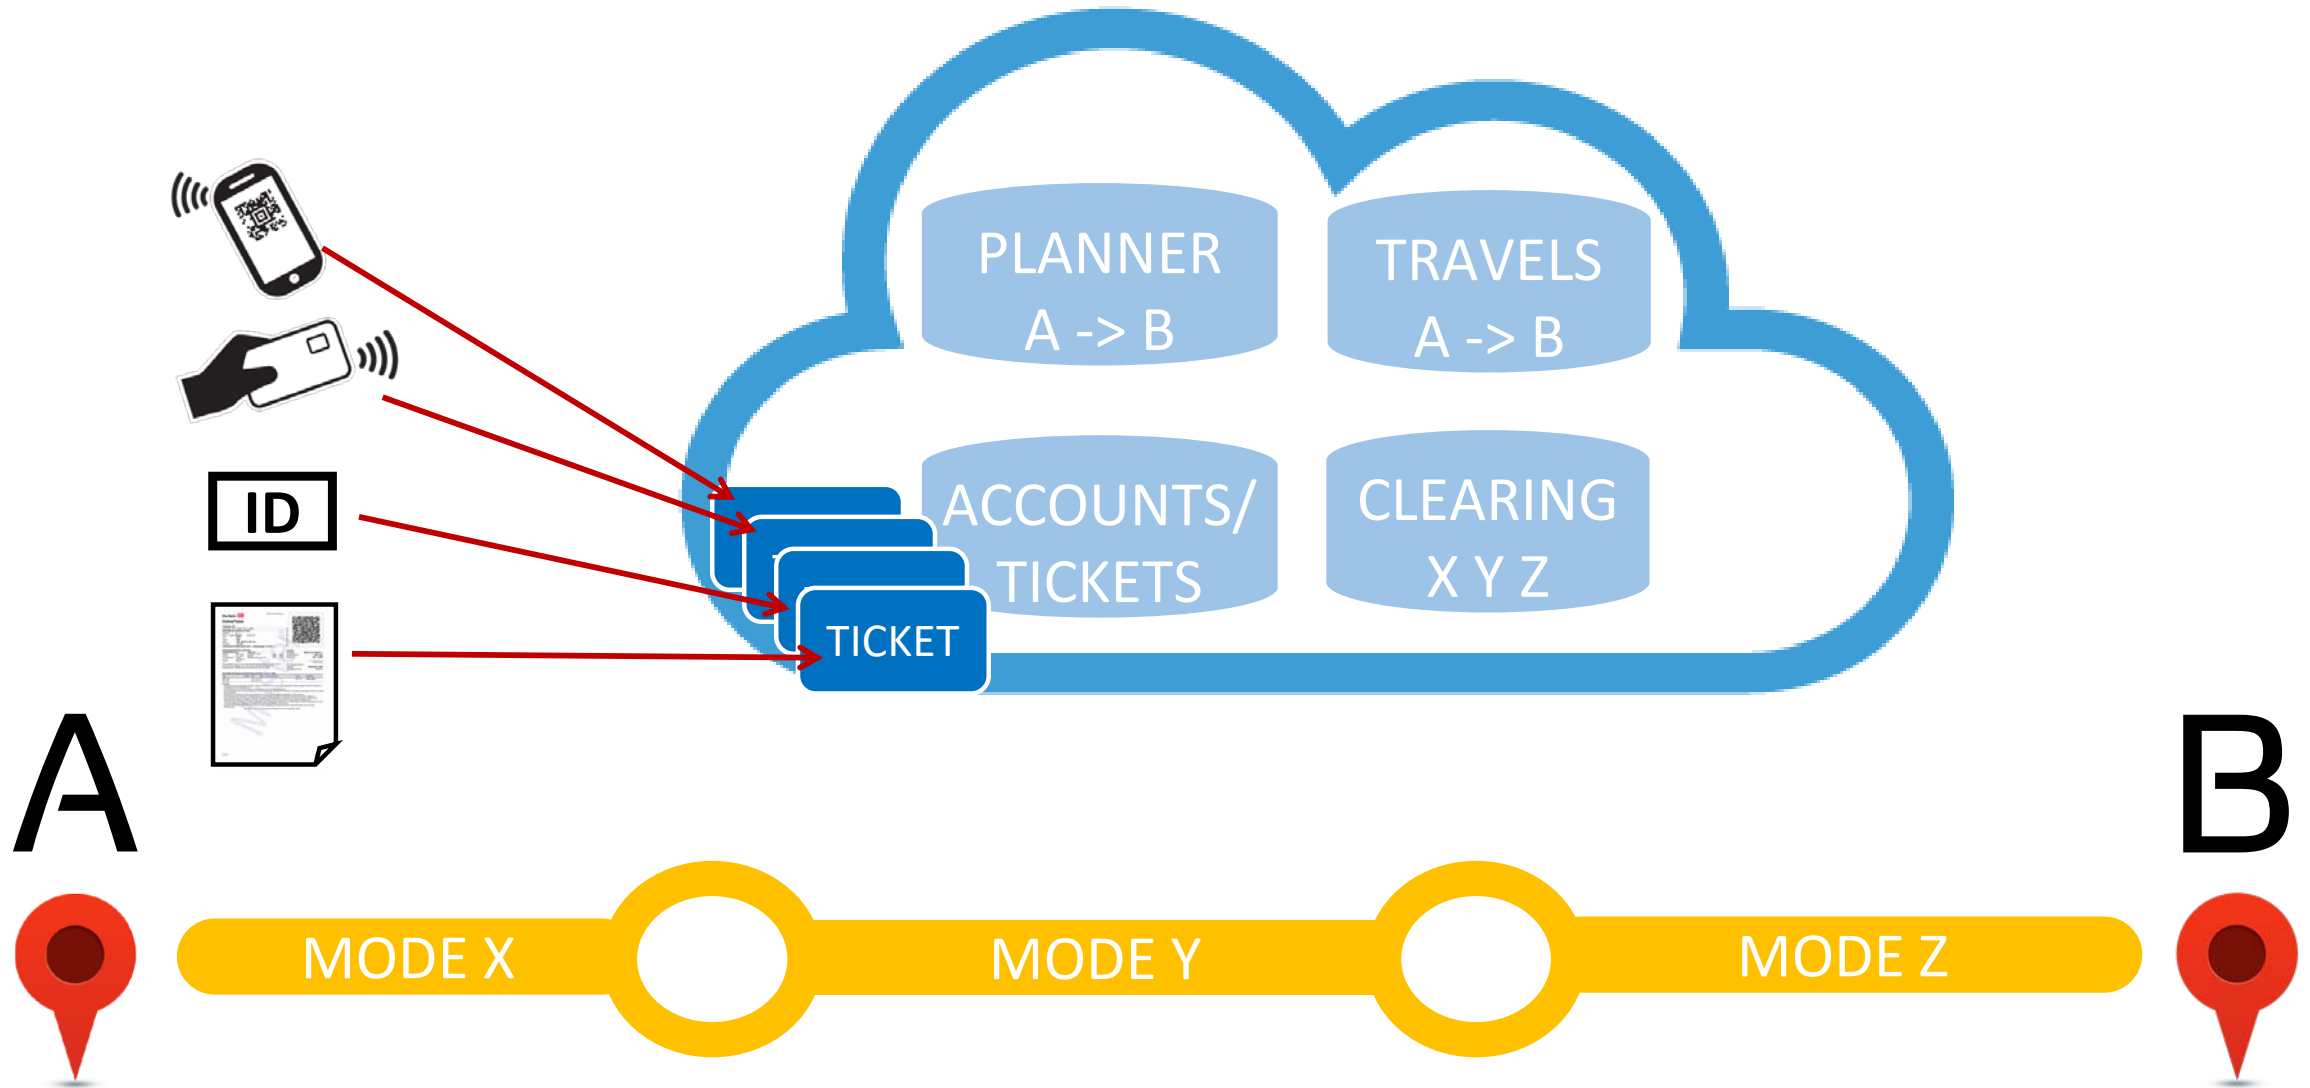 PLANNER
A -> B
TRAVELS
A -> B
ACCOUNTS/
TICKETS
CLEARING
X Y Z
ID
TICKET
A
B
MODE X
MODE Y
MODE Z